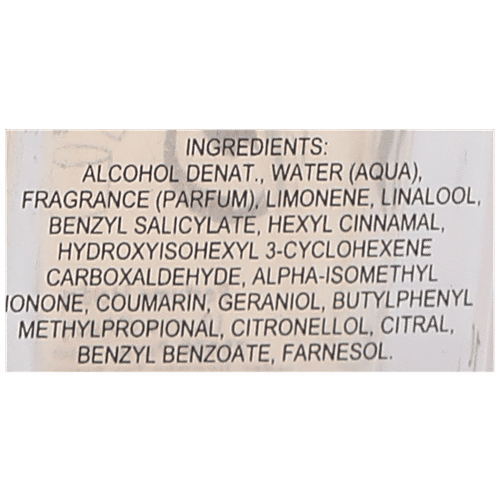 INGREDIENTS:
ALCOHOL DENAT., WATER (AQUA),
FRAGRANCE (PARFUM), LIMONENE, LINALOOL,
BENZYL SALICYLATE, HEXYL CINNAMAL,
HYDROXYISOHEXYL 3-CYCLOHEXENE
CARBOXALDEHYDE, ALPHA-ISOMETHYL
IONONE, COUMARIN, GERANIOL, BUTYLPHENYL
METHYLPROPIONAL, CITRONELLOL, CITRAL,
BENZYL BENZOATE, FARNESOL.